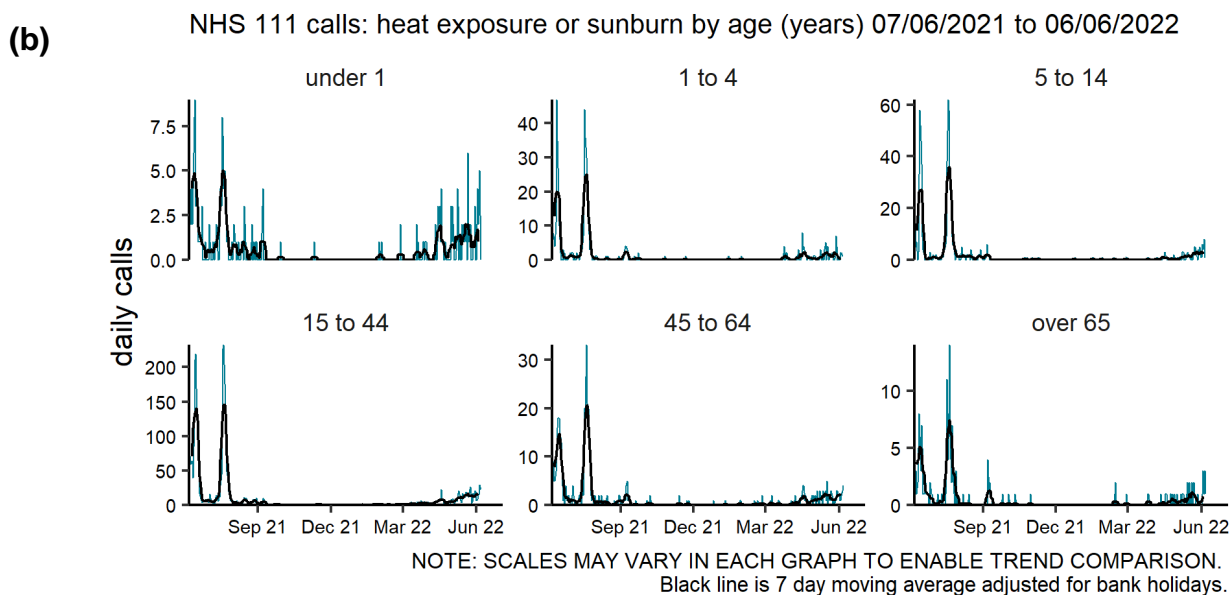 (b)
NHS 111 calls: heat exposure or sunburn by age (years) 07/06/2021 to 06/06/2022
daily calls
under 1
7.5
5.0
2.5
0.0
1 to 4
40
30
20
10
0
5 to 14
60
40
20
0
15 to 44
200
150
100
50
0
Sep 21 Dec 21 Mar 22 Jun 22
45 to 64
30
20
10
0
Sep 21 Dec 21 Mar 22 Jun 22
over 65
10
5
0
Sep 21 Dec 21 Mar 22 Jun 22
NOTE: SCALES MAY VARY IN EACH GRAPH TO ENABLE TREND COMPARISON.
Black line is 7 day moving average adjusted for bank holidays.